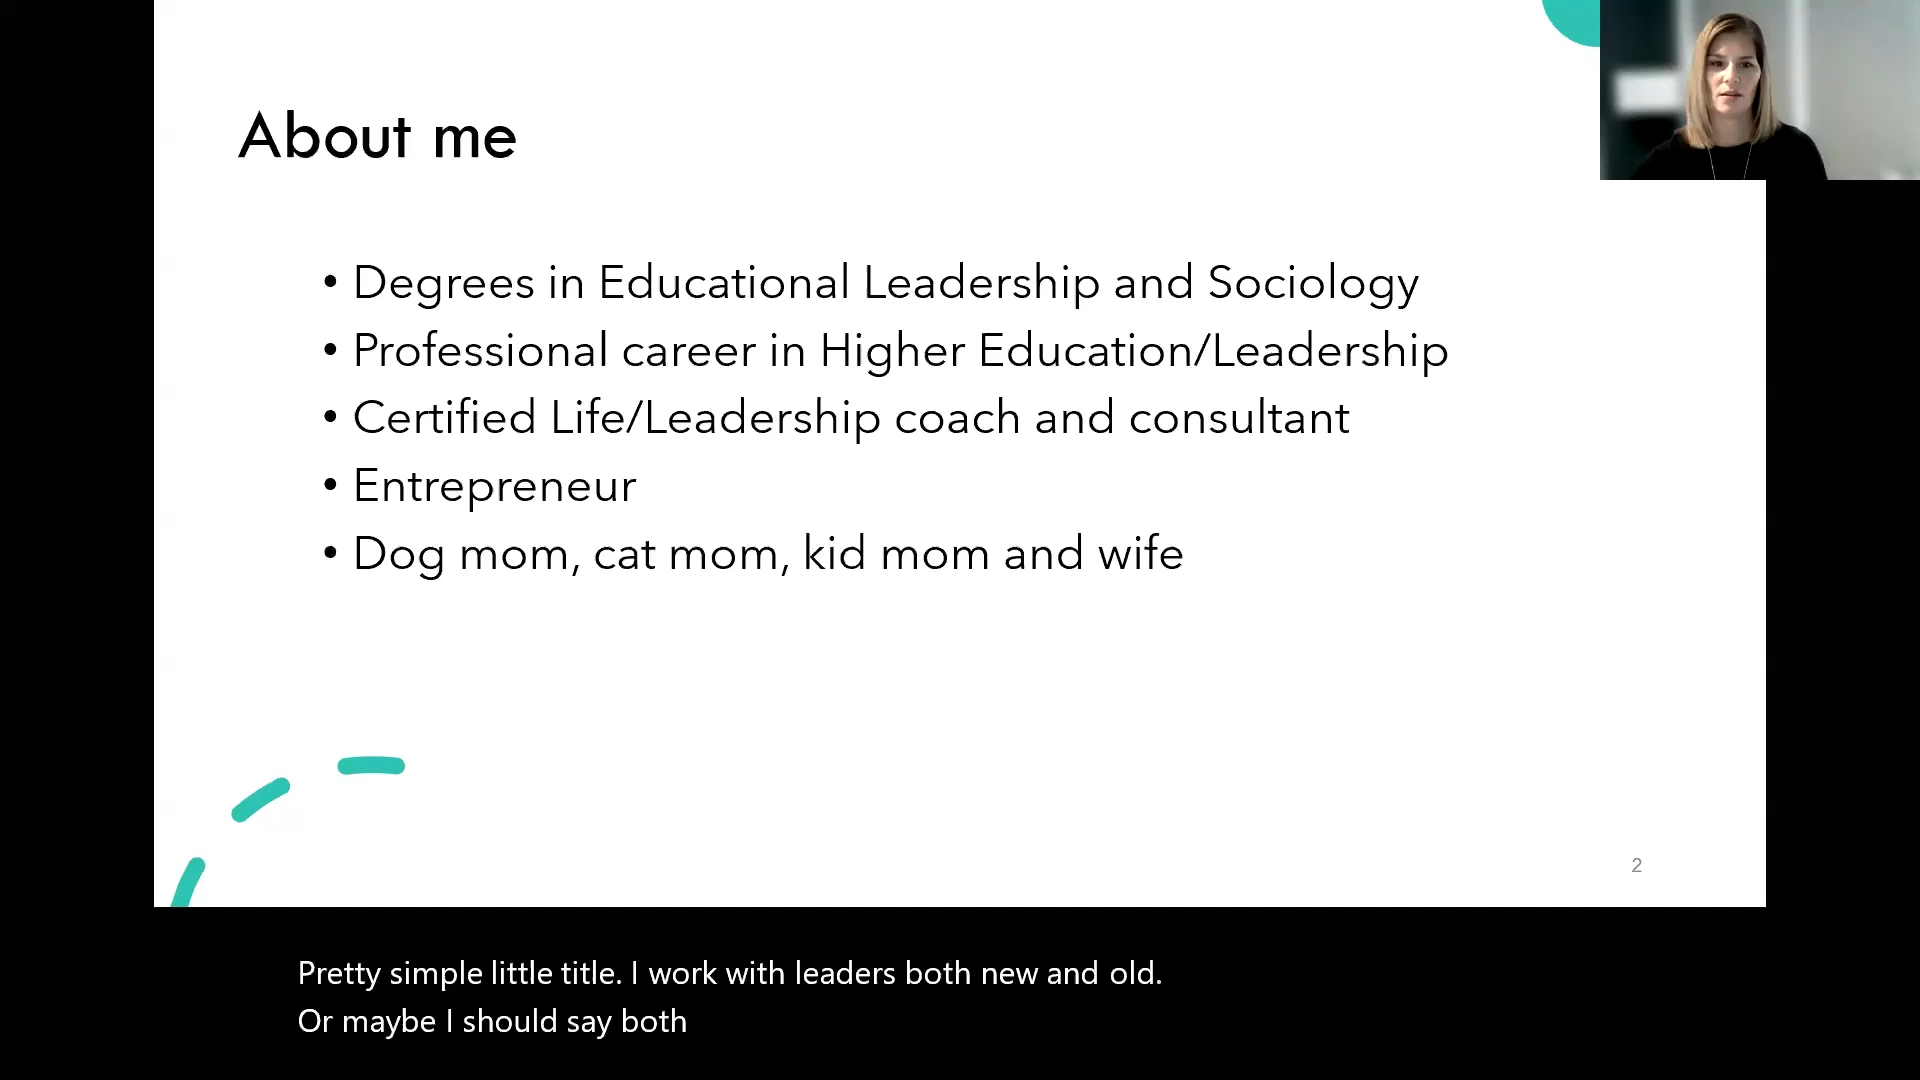 About me
• Degrees in Educational Leadership and Sociology
• Professional career in Higher Education/Leadership
• Certified Life/Leadership coach and consultant
• Entrepreneur
• Dog mom, cat mom, kid mom and wife
2
Pretty simple little title. I work with leaders both new and old.
Or maybe I should say both